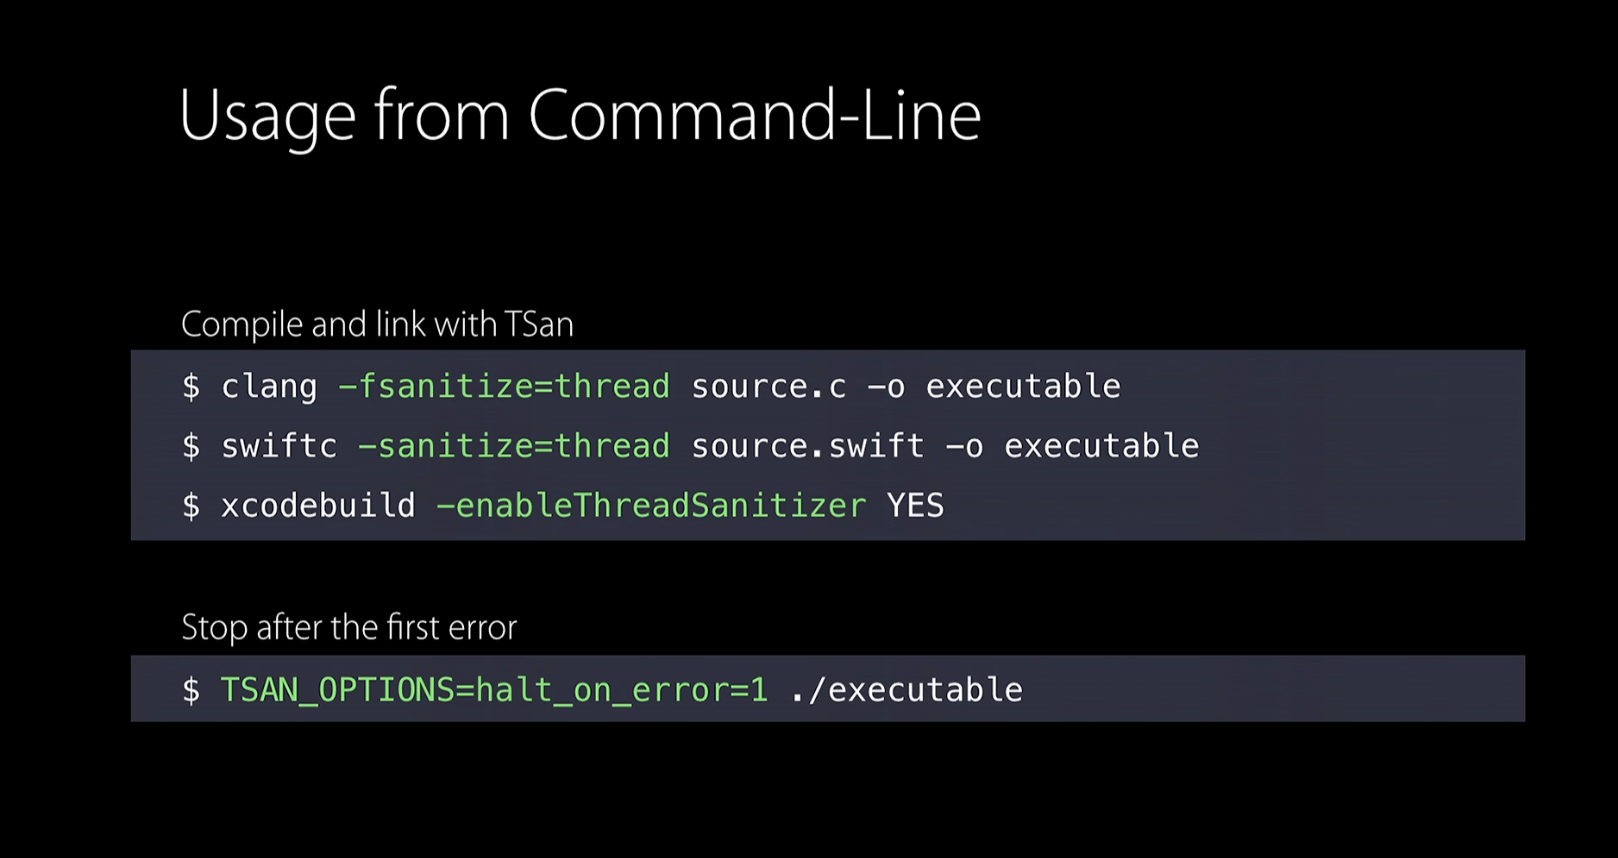 Usage from Command-Line
Compile and link with TSan
$ clang -fsanitize=thread source.c -o executable
$ swiftc -sanitize=thread source.swift -o executable
$ xcodebuild -enableThreadSanitizer YES
Stop after the first error
$ TSAN_OPTIONS=halt_on_error=1 ./executable